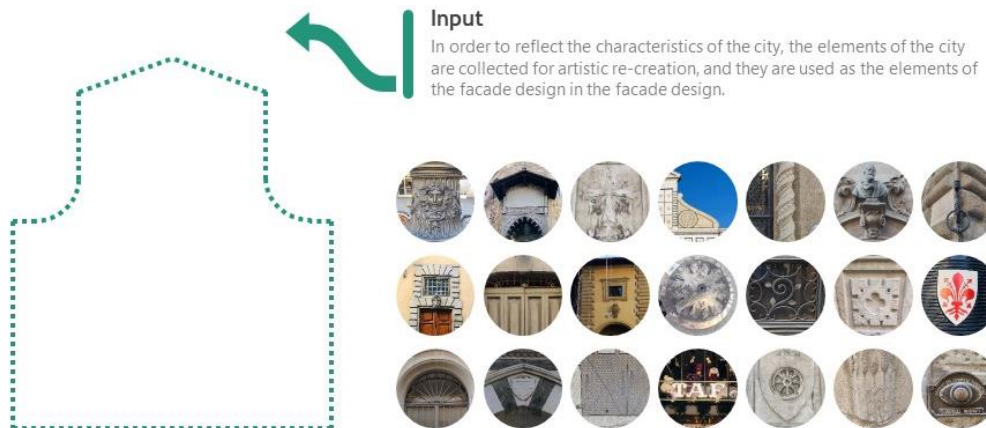 Input
In order to reflect the characteristics of the city, the elements of the city
are collected for artistic re-creation, and they are used as the elements of
the facade design in the facade design.
TAF